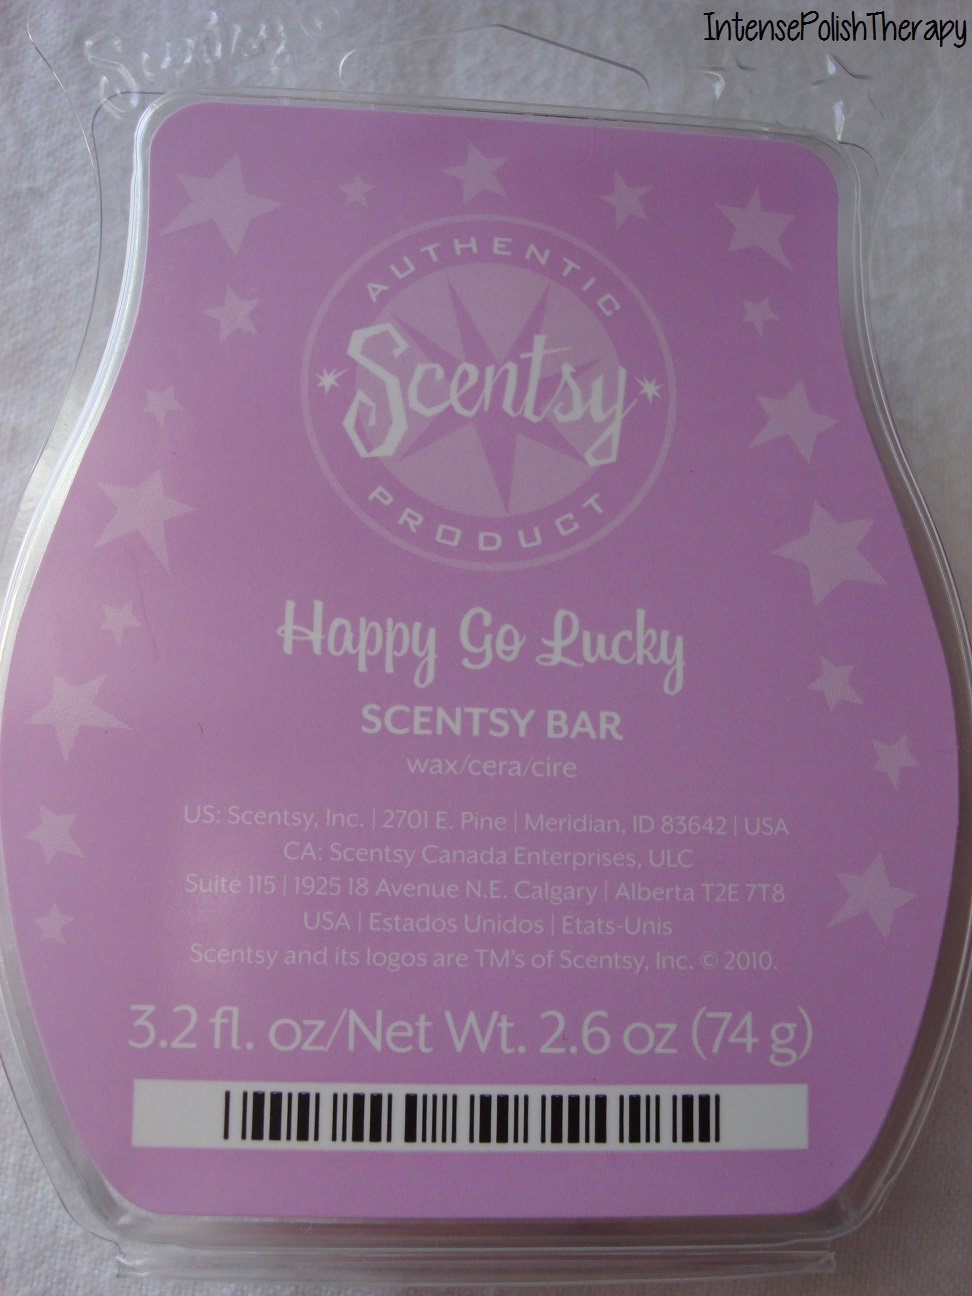 IntensePolishTherapy
Scentsy
AUTHENTIC
Scentsy
PRODUCT
Happy Go Lucky
SCENTSY BAR
wax/cera/cire
US: Scentsy, Inc. | 2701 E. Pine | Meridian, ID 83642 | USA
CA: Scentsy Canada Enterprises, ULC
Suite 115 | 1925 18 Avenue N.E. Calgary | Alberta T2E 7T8
USA | Estados Unidos | États-Unis
Scentsy and its logos are TM's of Scentsy, Inc. © 2010.
3.2 fl. oz/Net Wt. 2.6 oz (74 g)